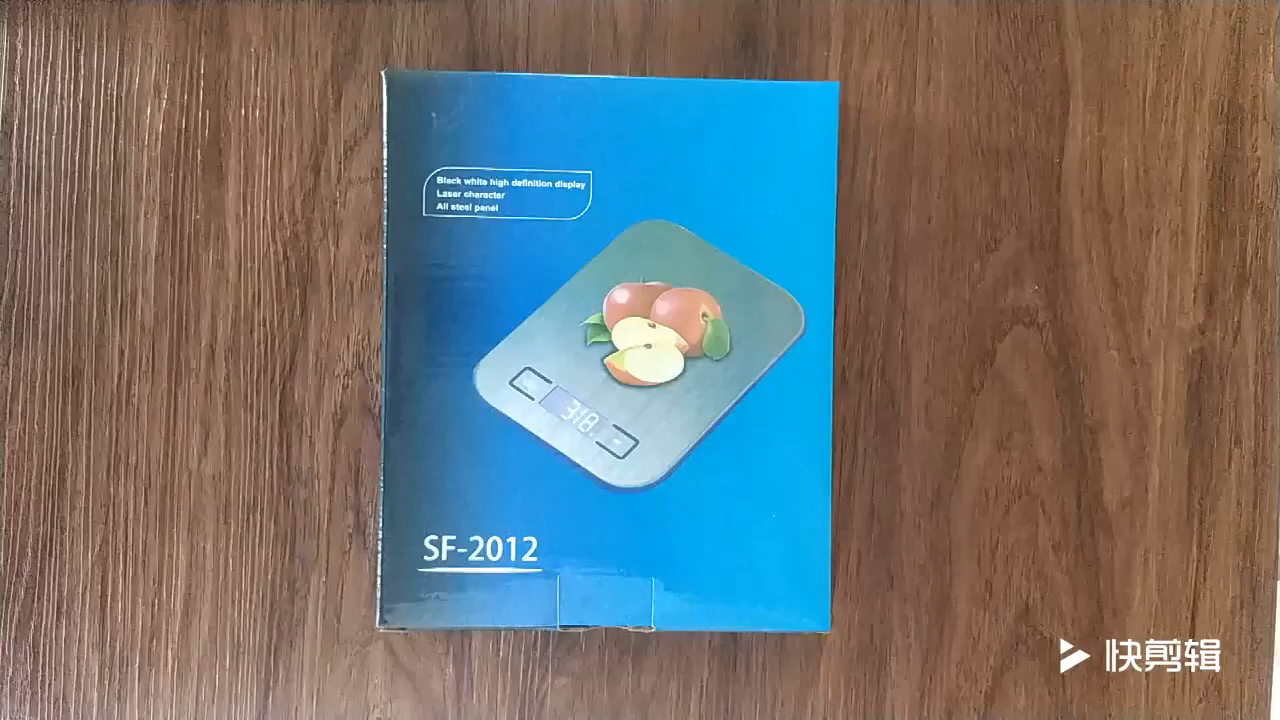 Black white high definition display
Laser character
All steel panel
318
SF-2012
快剪辑